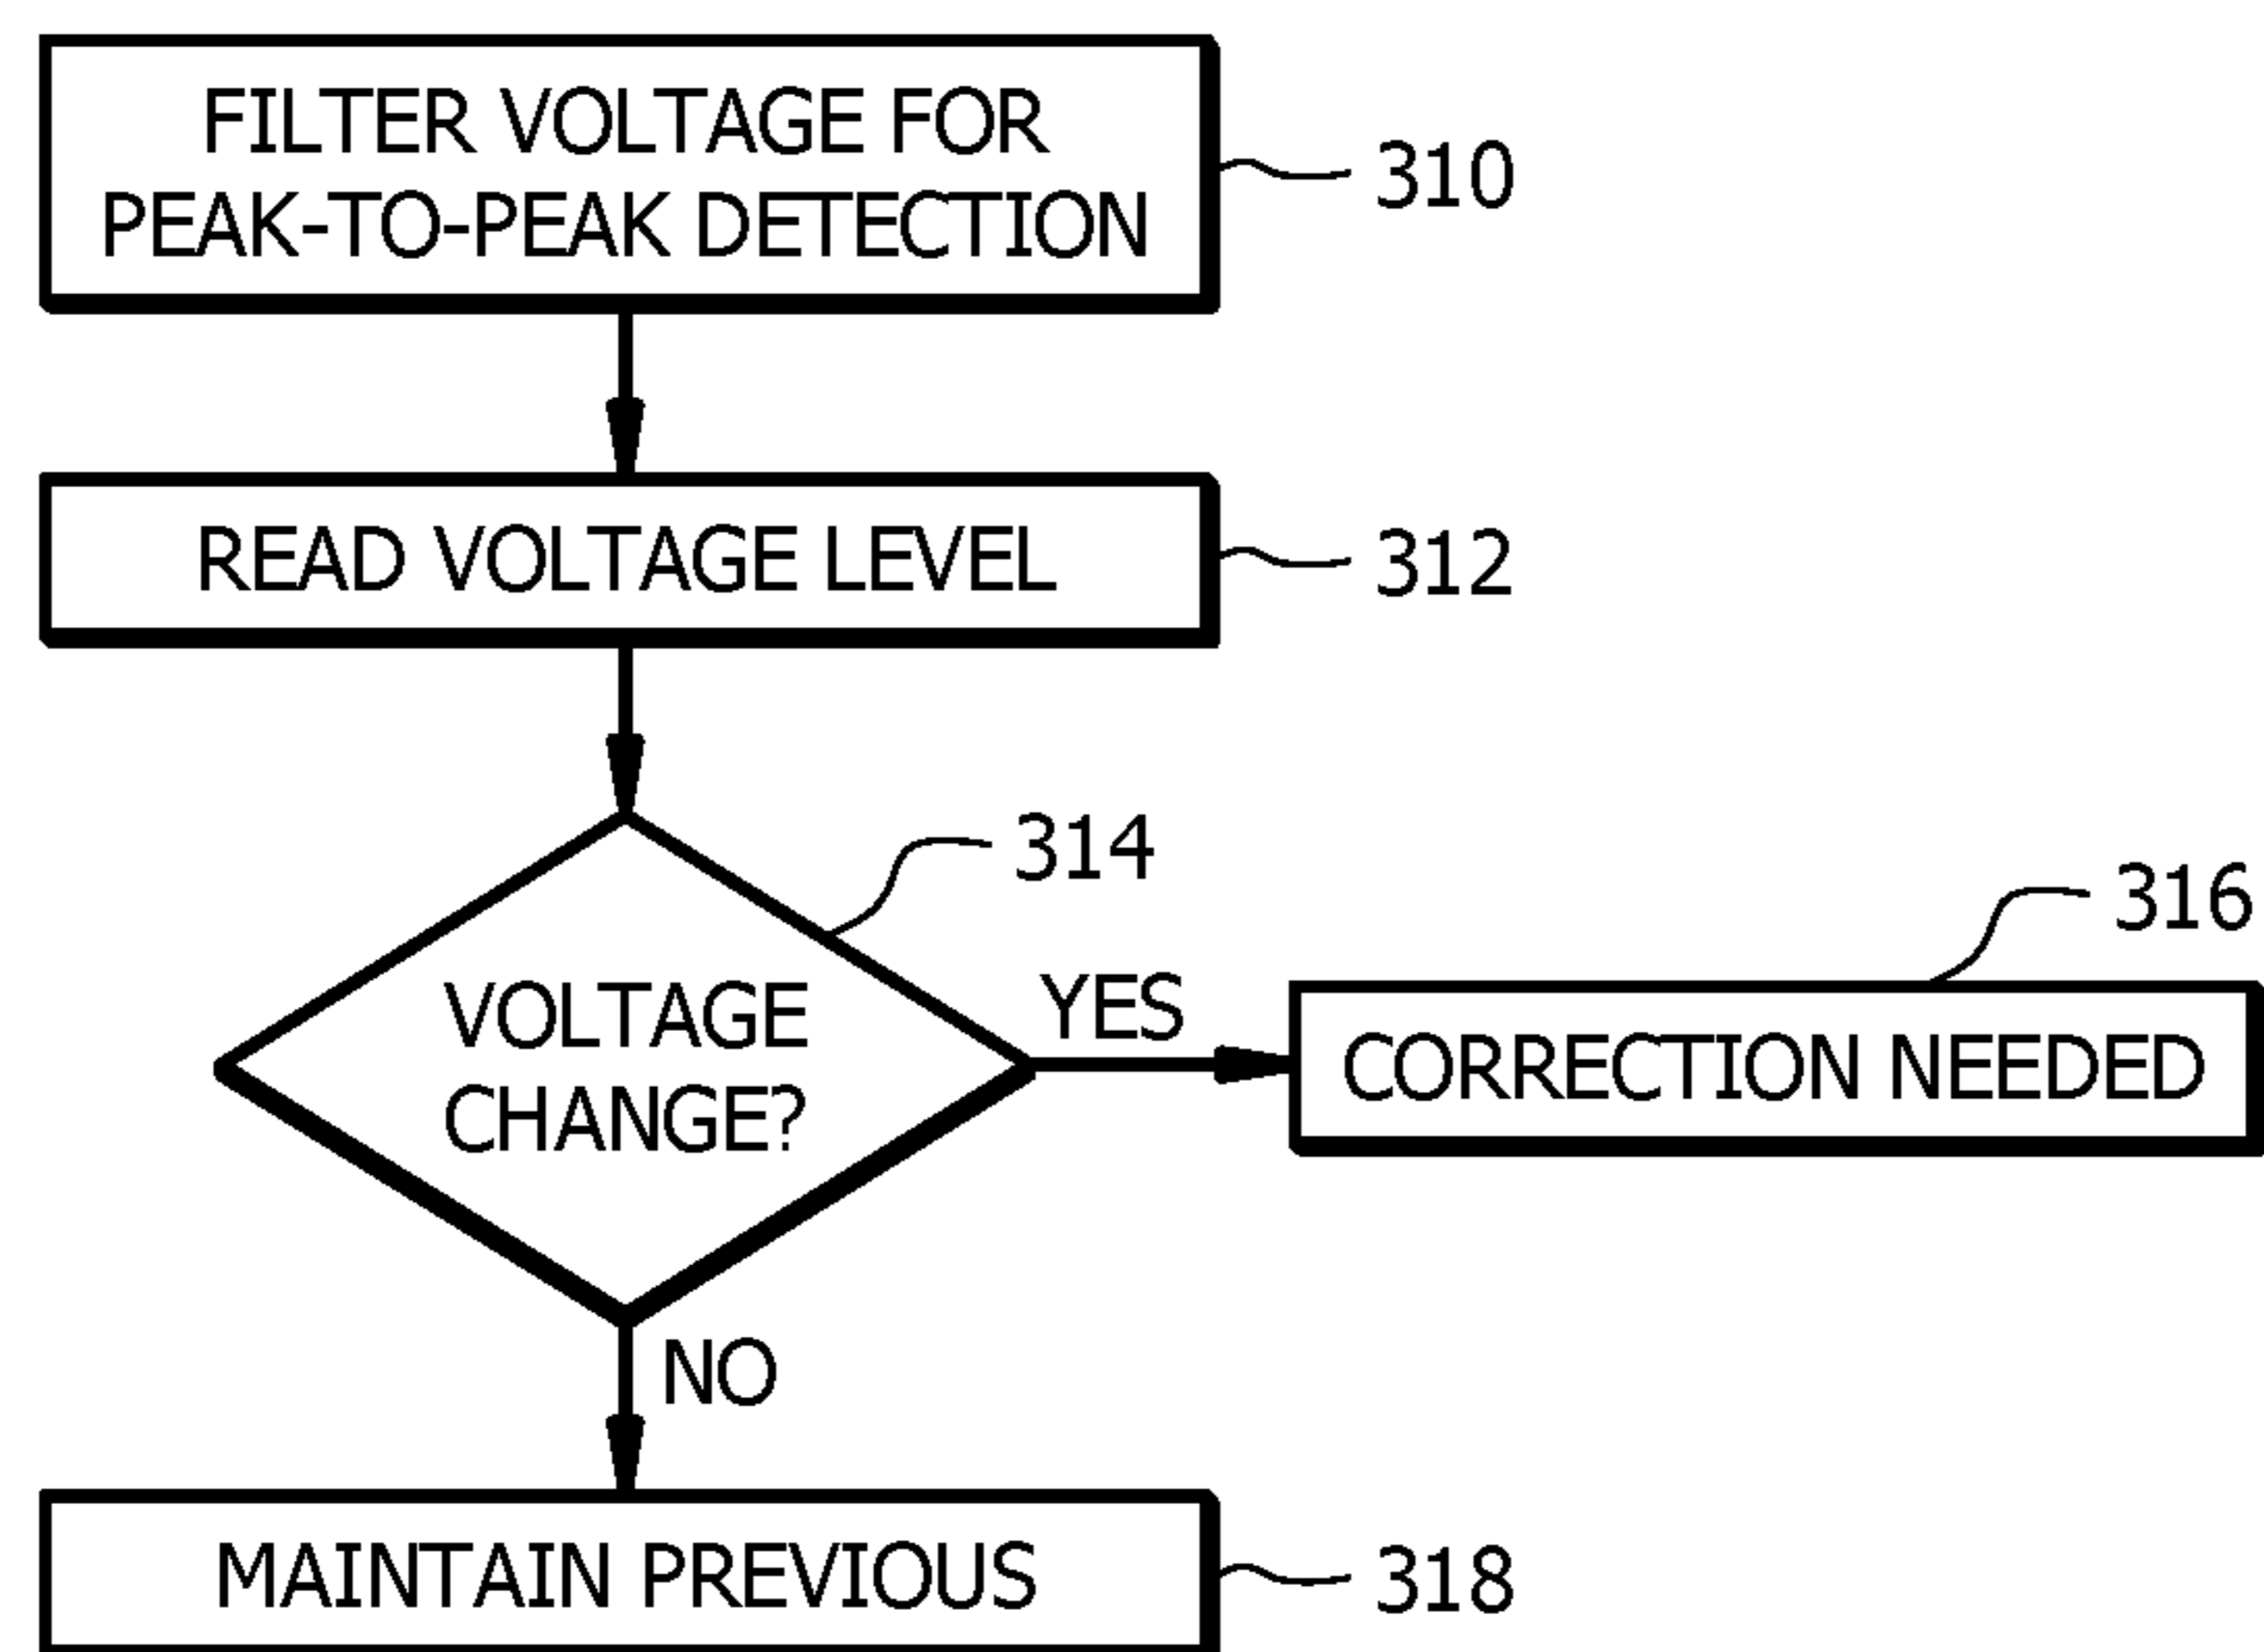 FILTER VOLTAGE FOR
PEAK-TO-PEAK DETECTION
310
READ VOLTAGE LEVEL
312
314
316
VOLTAGE
CHANGE?
YES
CORRECTION NEEDED
NO
MAINTAIN PREVIOUS
318